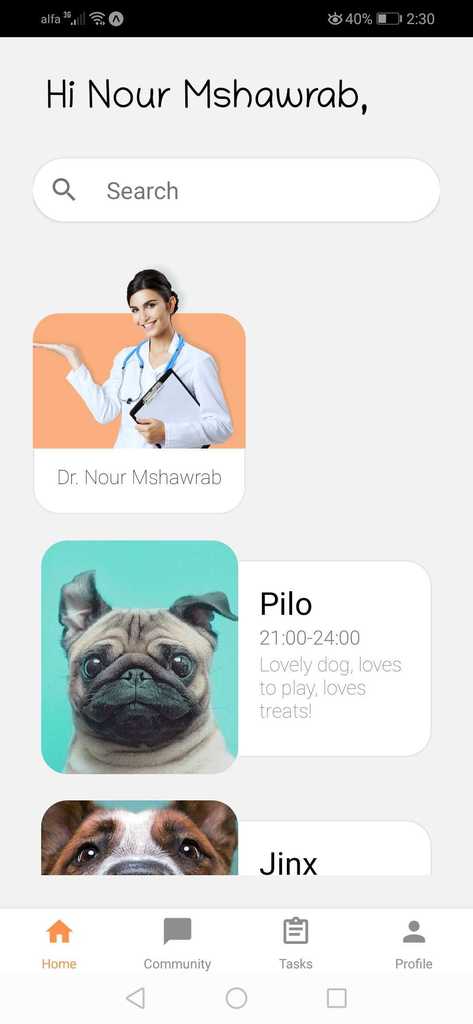 alfa 3G 40% 2:30
Hi Nour Mshawrab,
Search
Dr. Nour Mshawrab
Pilo
21:00-24:00
Lovely dog, loves
to play, loves
treats!
Jinx
Home Community Tasks Profile